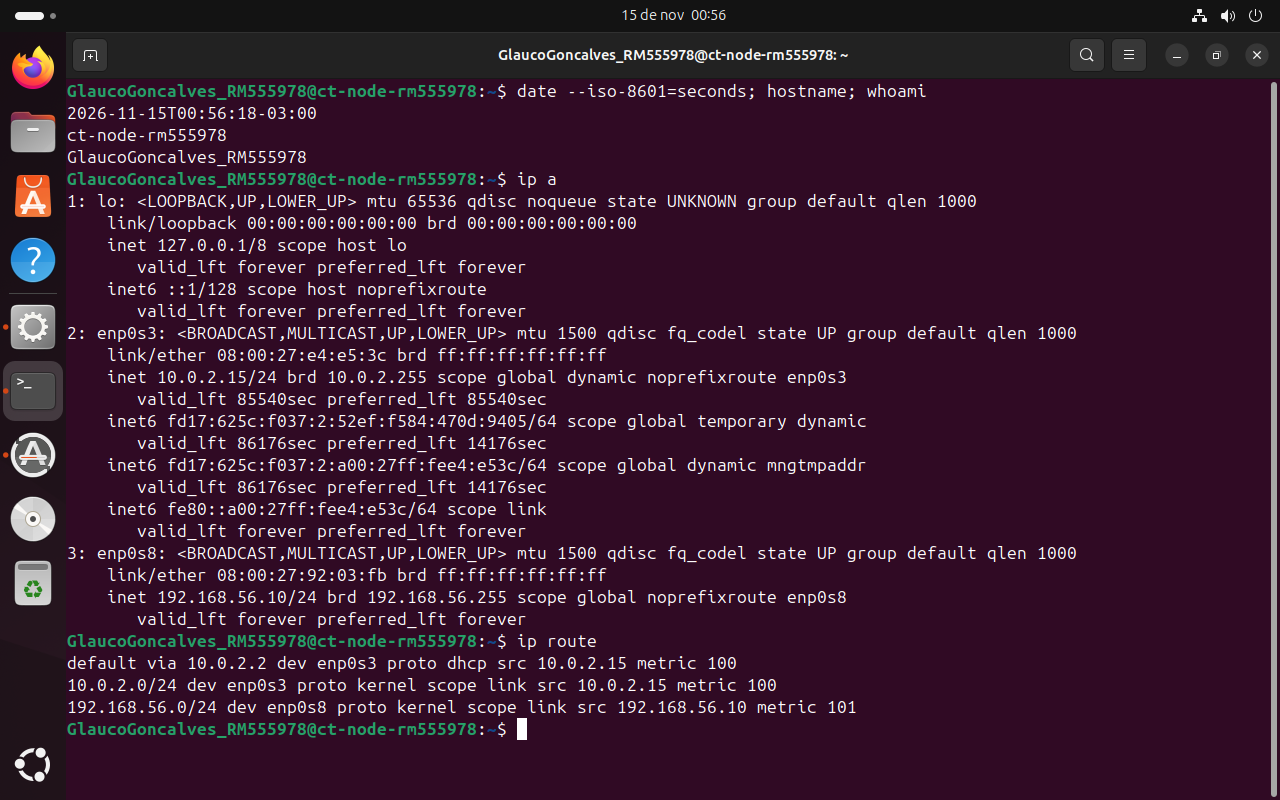 15 de nov 00:56
GlaucoGoncalves_RM555978@ct-node-rm555978: ~
GlaucoGoncalves_RM555978@ct-node-rm555978:~$ date --iso-8601=seconds; hostname; whoami
2026-11-15T00:56:18-03:00
ct-node-rm555978
GlaucoGoncalves_RM555978
GlaucoGoncalves_RM555978@ct-node-rm555978:~$ ip a
1: lo: <LOOPBACK,UP,LOWER_UP> mtu 65536 qdisc noqueue state UNKNOWN group default qlen 1000
    link/loopback 00:00:00:00:00:00 brd 00:00:00:00:00:00
    inet 127.0.0.1/8 scope host lo
       valid_lft forever preferred_lft forever
    inet6 ::1/128 scope host noprefixroute
       valid_lft forever preferred_lft forever
2: enp0s3: <BROADCAST,MULTICAST,UP,LOWER_UP> mtu 1500 qdisc fq_codel state UP group default qlen 1000
    link/ether 08:00:27:e4:e5:3c brd ff:ff:ff:ff:ff:ff
    inet 10.0.2.15/24 brd 10.0.2.255 scope global dynamic noprefixroute enp0s3
       valid_lft 85540sec preferred_lft 85540sec
    inet6 fd17:625c:f037:2:52ef:f584:470d:9405/64 scope global temporary dynamic
       valid_lft 86176sec preferred_lft 14176sec
    inet6 fd17:625c:f037:2:a00:27ff:fee4:e53c/64 scope global dynamic mngtmpaddr
       valid_lft 86176sec preferred_lft 14176sec
    inet6 fe80::a00:27ff:fee4:e53c/64 scope link
       valid_lft forever preferred_lft forever
3: enp0s8: <BROADCAST,MULTICAST,UP,LOWER_UP> mtu 1500 qdisc fq_codel state UP group default qlen 1000
    link/ether 08:00:27:92:03:fb brd ff:ff:ff:ff:ff:ff
    inet 192.168.56.10/24 brd 192.168.56.255 scope global noprefixroute enp0s8
       valid_lft forever preferred_lft forever
GlaucoGoncalves_RM555978@ct-node-rm555978:~$ ip route
default via 10.0.2.2 dev enp0s3 proto dhcp src 10.0.2.15 metric 100
10.0.2.0/24 dev enp0s3 proto kernel scope link src 10.0.2.15 metric 100
192.168.56.0/24 dev enp0s8 proto kernel scope link src 192.168.56.10 metric 101
GlaucoGoncalves_RM555978@ct-node-rm555978:~$